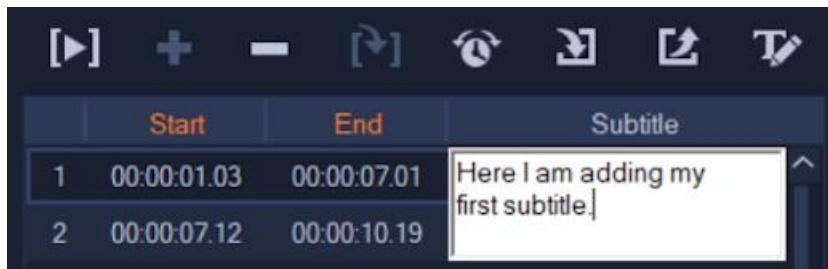 Start End Subtitle
1 00:00:01.03 00:00:07.01 Here I am adding my
first subtitle.
2 00:00:07.12 00:00:10.19